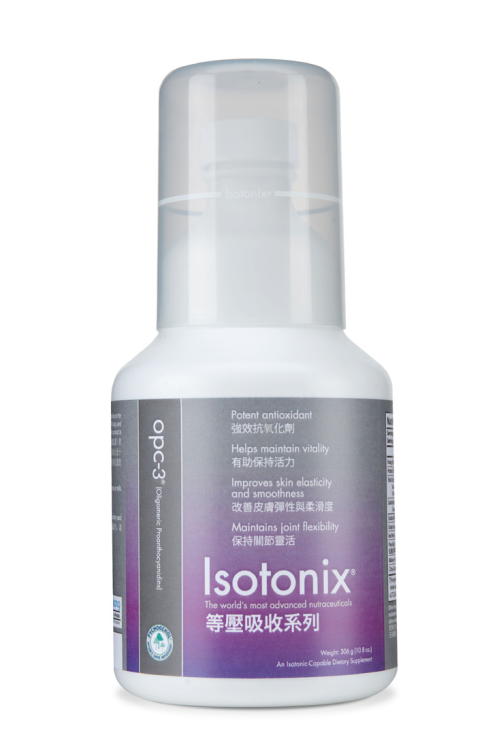 Isotonix
opc-3®
(Oligomeric Proanthocyanidins)
Potent antioxidant
強效抗氧化劑
Helps maintain vitality
有助保持活力
Improves skin elasticity
and smoothness
改善皮膚彈性與柔滑度
Maintains joint flexibility
保持關節靈活
Isotonix®
The world's most advanced nutraceuticals
等壓吸收系列
Weight: 306 g (10.8 oz.)
An Isotonic-Capable Dietary Supplement
PYCNOGENOL